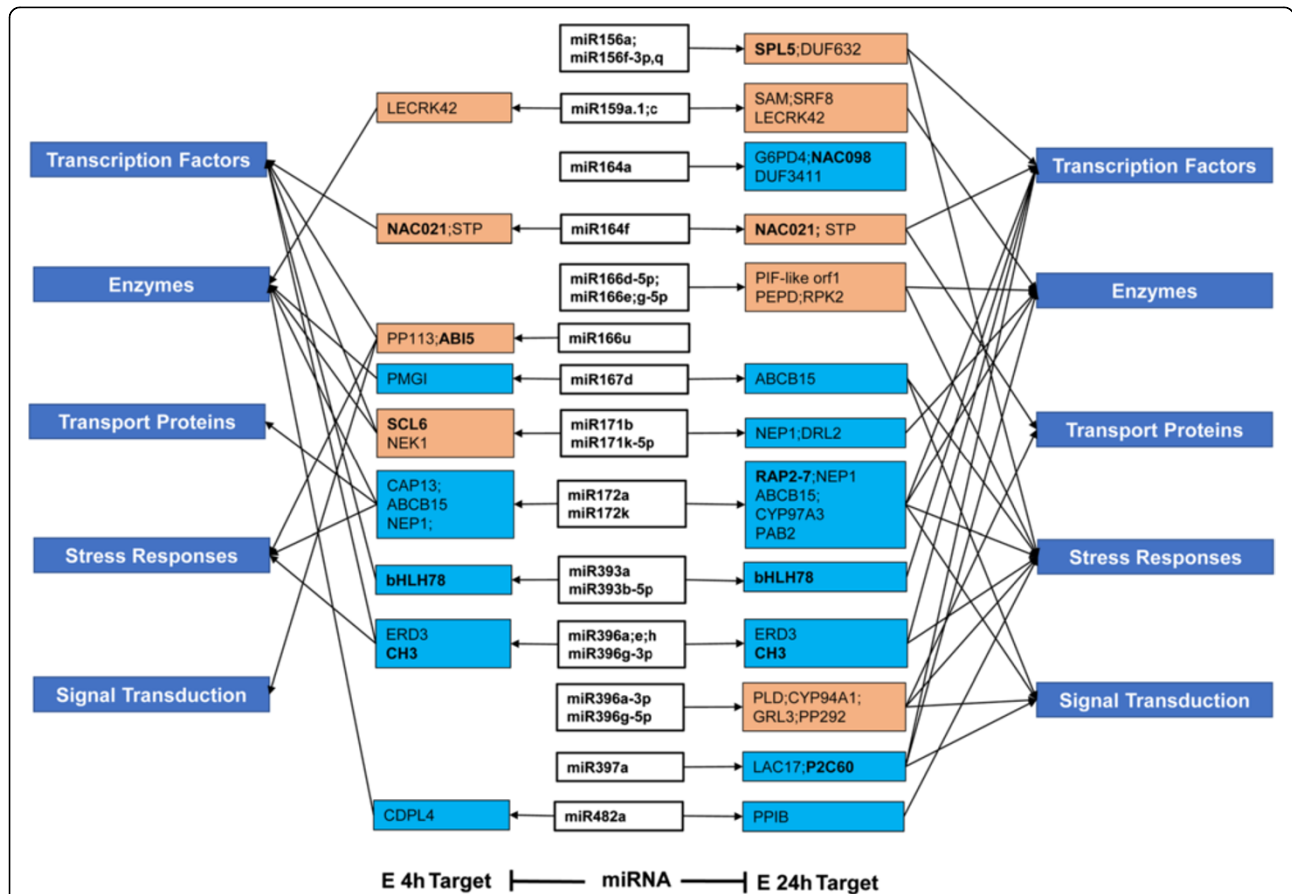 miR156a;
miR156f-3p,q
SPL5;DUF632
LECRK42
miR159a.1;c
SAM;SRF8
LECRK42
Transcription Factors
miR164a
G6PD4;NAC098
DUF3411
Transcription Factors
NAC021;STP
miR164f
NAC021; STP
Enzymes
miR166d-5p;
miR166e;g-5p
PIF-like orf1
PEPD;RPK2
Enzymes
PP113;ABI5
miR166u
PMGI
miR167d
ABCB15
Transport Proteins
SCL6
NEK1
miR171b
miR171k-5p
NEP1;DRL2
Transport Proteins
CAP13;
ABCB15
NEP1;
miR172a
miR172k
RAP2-7;NEP1
ABCB15;
CYP97A3
PAB2
Stress Responses
Stress Responses
bHLH78
miR393a
miR393b-5p
bHLH78
ERD3
CH3
miR396a;e;h
miR396g-3p
ERD3
CH3
Signal Transduction
miR396a-3p
miR396g-5p
PLD;CYP94A1;
GRL3;PP292
Signal Transduction
miR397a
LAC17;P2C60
CDPL4
miR482a
PPIB
E 4h Target
miRNA
E 24h Target